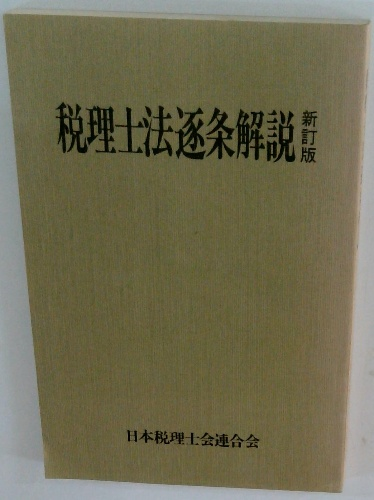 税理士法逐条解説 新訂版
日本税理士会連合会